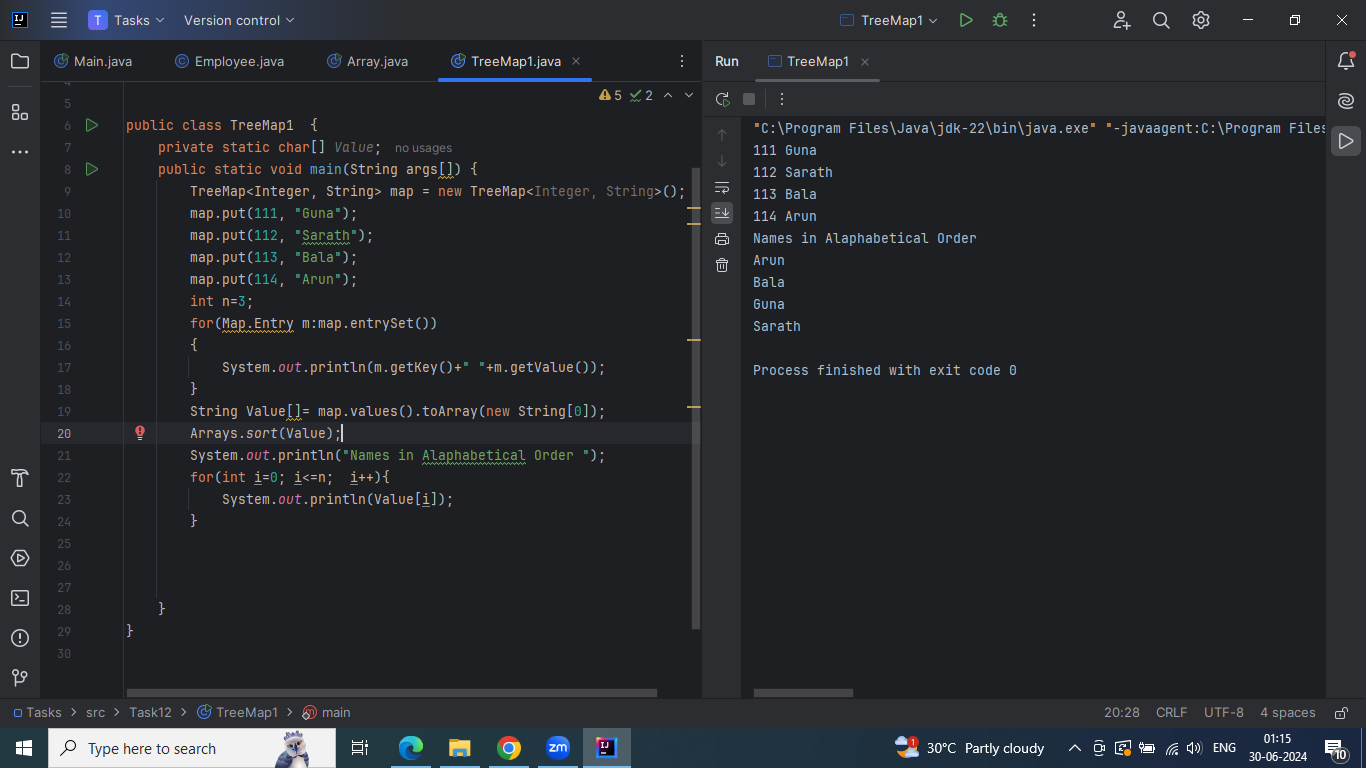 T Tasks Version control TreeMap1
Main.java Employee.java Array.java TreeMap1.java Run TreeMap1
5 2
4
5
6 public class TreeMap1 {
7 private static char[] Value; no usages
8 public static void main(String args[]) {
9 TreeMap<Integer, String> map = new TreeMap<Integer, String>();
10 map.put(111, "Guna");
11 map.put(112, "Sarath");
12 map.put(113, "Bala");
13 map.put(114, "Arun");
14 int n=3;
15 for(Map.Entry m:map.entrySet())
16 {
17 System.out.println(m.getKey()+" "+m.getValue());
18 }
19 String Value[]= map.values().toArray(new String[0]);
20 Arrays.sort(Value);
21 System.out.println("Names in Alaphabetical Order ");
22 for(int i=0; i<=n; i++){
23 System.out.println(Value[i]);
24 }
25
26
27
28 }
29 }
30
"C:\Program Files\Java\jdk-22\bin\java.exe" "-javaagent:C:\Program Files
111 Guna
112 Sarath
113 Bala
114 Arun
Names in Alaphabetical Order
Arun
Bala
Guna
Sarath
Process finished with exit code 0
Tasks > src > Task12 > TreeMap1 > main 20:28 CRLF UTF-8 4 spaces
Type here to search zm 30°C Partly cloudy ENG 01:15
30-06-2024 10